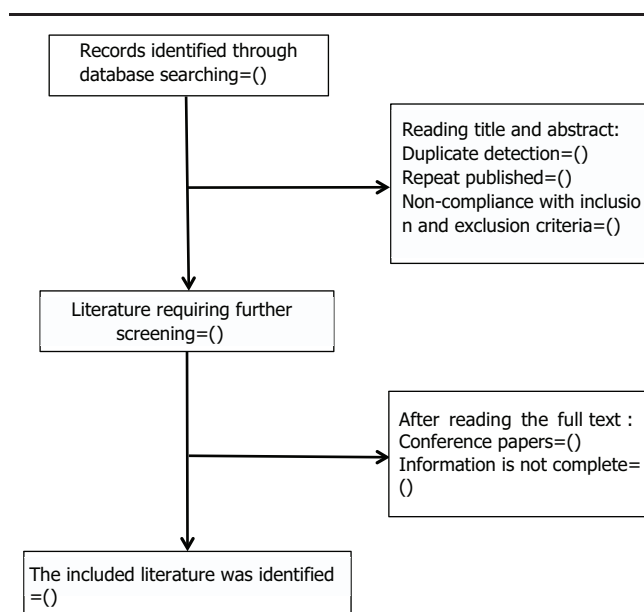 Records identified through
database searching=()
Reading title and abstract:
Duplicate detection=()
Repeat published=()
Non-compliance with inclusio
n and exclusion criteria=()
Literature requiring further
screening=()
After reading the full text :
Conference papers=()
Information is not complete=
()
The included literature was identified
=()